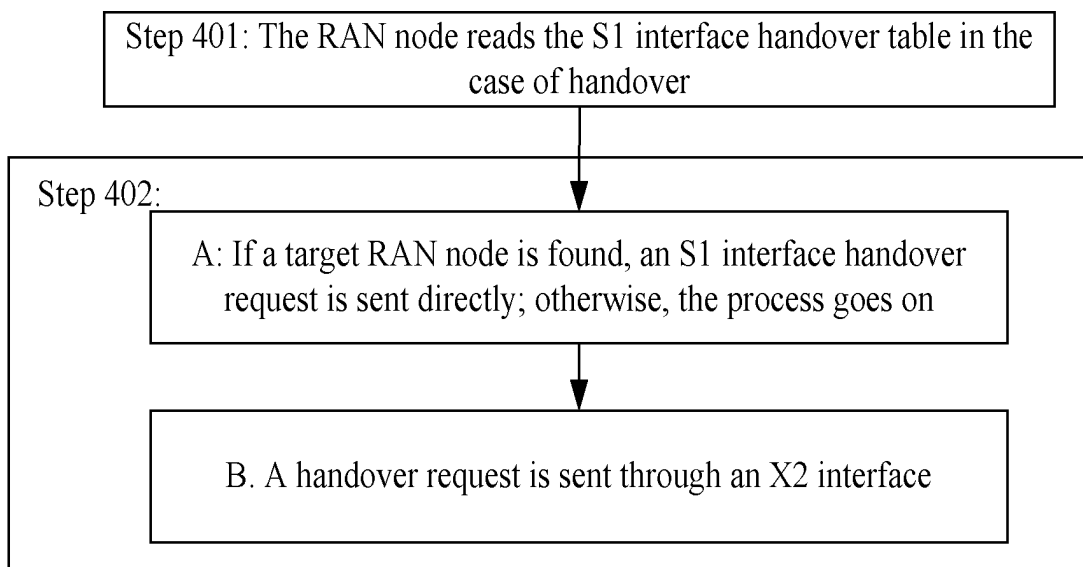 Step 401: The RAN node reads the S1 interface handover table in the
case of handover
Step 402:
A: If a target RAN node is found, an S1 interface handover
request is sent directly; otherwise, the process goes on
B. A handover request is sent through an X2 interface